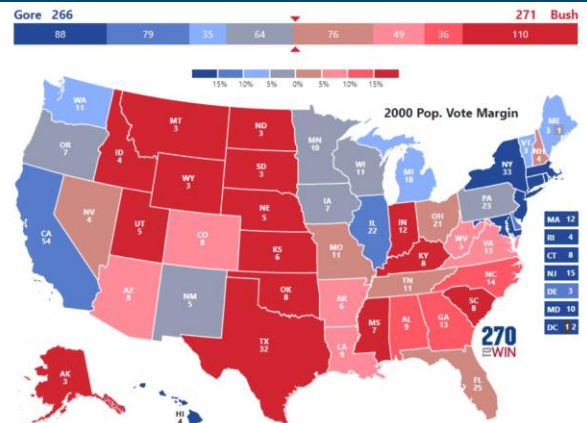 Gore 266
271 Bush
88 79 35 64 76 49 36 110
15% 10% 5% 0% 5% 10% 15%
2000 Pop. Vote Margin
WA
11
OR
7
CA
54
NV
4
ID
4
MT
3
WY
3
UT
5
AZ
8
CO
8
NM
5
ND
3
SD
3
NE
5
KS
6
OK
8
TX
32
MN
10
IA
7
MO
11
AR
6
LA
9
WI
11
IL
22
MI
18
IN
12
OH
21
KY
8
TN
11
MS
7
AL
9
GA
13
FL
25
SC
8
NC
14
VA
13
WV
5
PA
23
NY
33
VT
3
NH
4
ME
3 1
MA 12
RI 4
CT 8
NJ 15
DE 3
MD 10
DC 1 2
AK
3
HI
4
270
TO
WIN